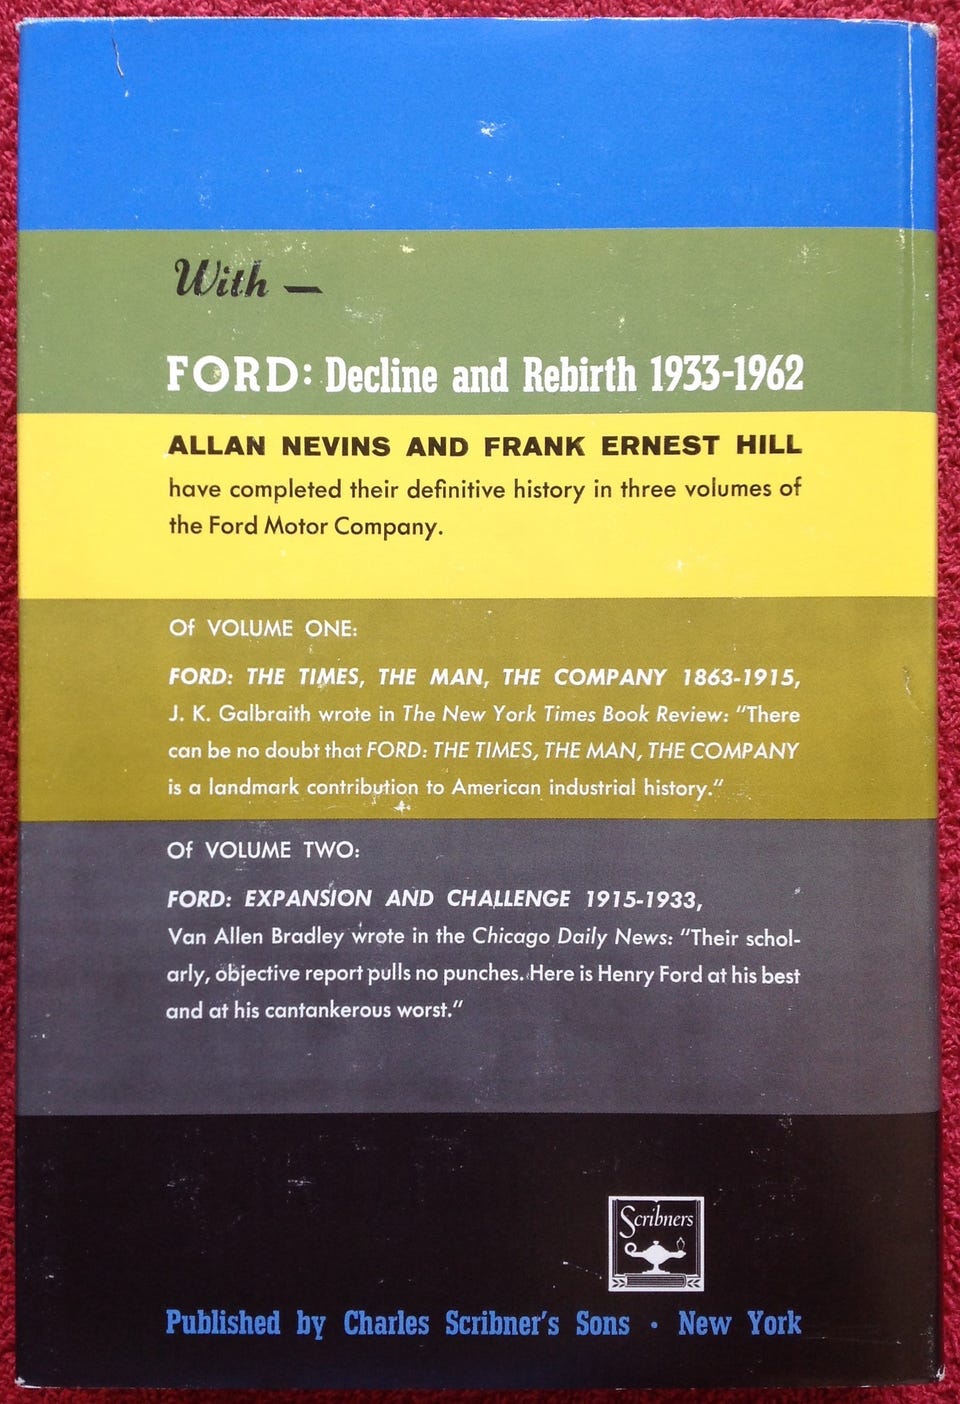 With —
FORD: Decline and Rebirth 1933-1962
ALLAN NEVINS AND FRANK ERNEST HILL
have completed their definitive history in three volumes of
the Ford Motor Company.
Of VOLUME ONE:
FORD: THE TIMES, THE MAN, THE COMPANY 1863-1915,
J. K. Galbraith wrote in The New York Times Book Review: "There
can be no doubt that FORD: THE TIMES, THE MAN, THE COMPANY
is a landmark contribution to American industrial history."
Of VOLUME TWO:
FORD: EXPANSION AND CHALLENGE 1915-1933,
Van Allen Bradley wrote in the Chicago Daily News: "Their schol-
arly, objective report pulls no punches. Here is Henry Ford at his best
and at his cantankerous worst."
Scribners
Published by Charles Scribner's Sons • New York